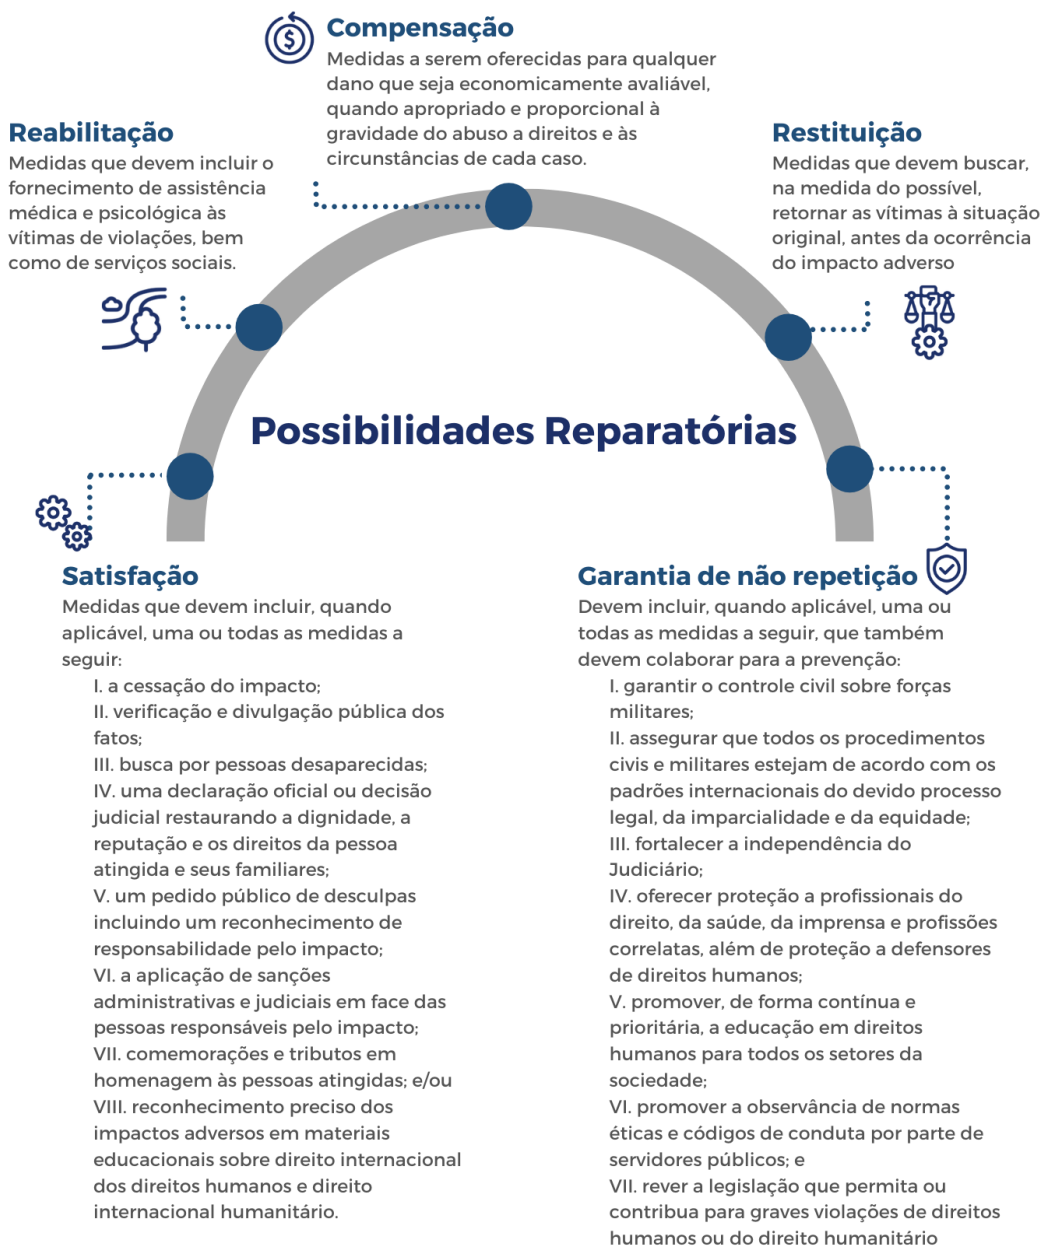 Compensação
Medidas a serem oferecidas para qualquer
dano que seja economicamente avaliável,
quando apropriado e proporcional à
gravidade do abuso a direitos e às
circunstâncias de cada caso.
Reabilitação
Medidas que devem incluir o
fornecimento de assistência
médica e psicológica às
vítimas de violações, bem
como de serviços sociais.
Restituição
Medidas que devem buscar,
na medida do possível,
retornar as vítimas à situação
original, antes da ocorrência
do impacto adverso
Possibilidades Reparatórias
Satisfação
Medidas que devem incluir, quando
aplicável, uma ou todas as medidas a
seguir:
I. a cessação do impacto;
II. verificação e divulgação pública dos
fatos;
III. busca por pessoas desaparecidas;
IV. uma declaração oficial ou decisão
judicial restaurando a dignidade, a
reputação e os direitos da pessoa
atingida e seus familiares;
V. um pedido público de desculpas
incluindo um reconhecimento de
responsabilidade pelo impacto;
VI. a aplicação de sanções
administrativas e judiciais em face das
pessoas responsáveis pelo impacto;
VII. comemorações e tributos em
homenagem às pessoas atingidas; e/ou
VIII. reconhecimento preciso dos
impactos adversos em materiais
educacionais sobre direito internacional
dos direitos humanos e direito
internacional humanitário.
Garantia de não repetição
Devem incluir, quando aplicável, uma ou
todas as medidas a seguir, que também
devem colaborar para a prevenção:
I. garantir o controle civil sobre forças
militares;
II. assegurar que todos os procedimentos
civis e militares estejam de acordo com os
padrões internacionais do devido processo
legal, da imparcialidade e da equidade;
III. fortalecer a independência do
Judiciário;
IV. oferecer proteção a profissionais do
direito, da saúde, da imprensa e profissões
correlatas, além de proteção a defensores
de direitos humanos;
V. promover, de forma contínua e
prioritária, a educação em direitos
humanos para todos os setores da
sociedade;
VI. promover a observância de normas
éticas e códigos de conduta por parte de
servidores públicos; e
VII. rever a legislação que permita ou
contribua para graves violações de direitos
humanos ou do direito humanitário